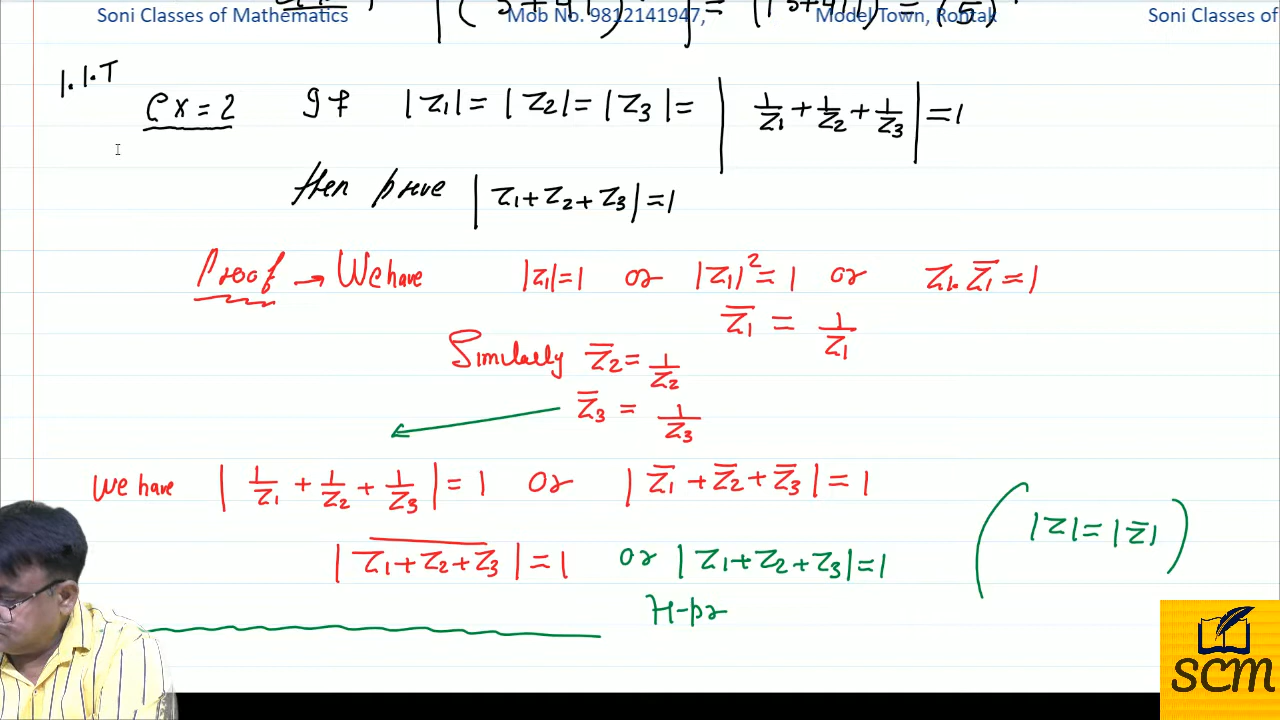 Soni Classes of Mathematics Mob No. 9812141947, Model Town, Rohtak Soni Classes of
I.I.T
ex = 2 If |z1| = |z2| = |z3| = | 1/z1 + 1/z2 + 1/z3 | = 1
then prove |z1+z2+z3| = 1
Proof → We have |z1| = 1 or |z1|² = 1 or z1. z̄1 = 1
z̄1 = 1/z1
Similarly z̄2 = 1/z2
z̄3 = 1/z3
we have | 1/z1 + 1/z2 + 1/z3 | = 1 or | z̄1 + z̄2 + z̄3 | = 1
(|z| = |z̄|)
| \overline{z1+z2+z3} | = 1 or | z1+z2+z3 | = 1
H-pr
SCM